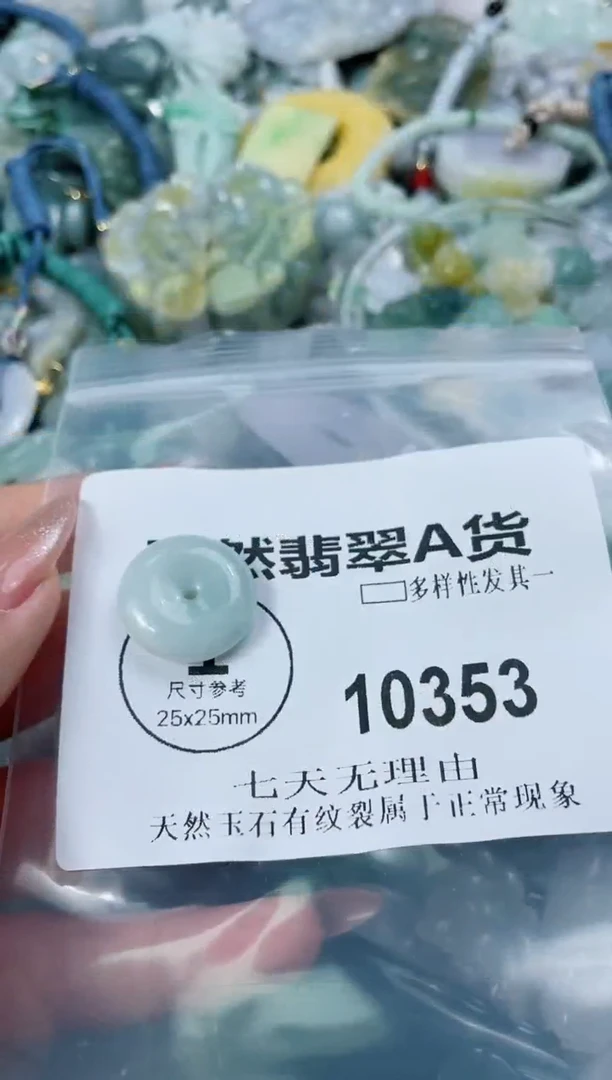 然翡翠A货
多样性发其一
尺寸参考
25x25mm
10353
七天无理由
天然玉石有纹裂属于正常现象